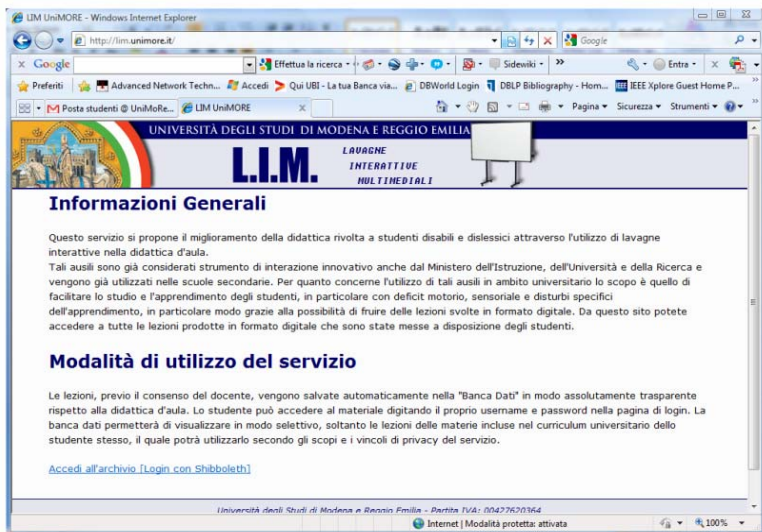 LIM UniMORE - Windows Internet Explorer
http://lim.unimore.it/
Google
x Google Effettua la ricerca Sidewiki » Entra x
Preferiti Advanced Network Techn... Accedi Qui UBI - La tua Banca via... DBWorld Login DBLP Bibliography - Hom... IEEE Xplore Guest Home P... »
Posta studenti @ UniMoRe... LIM UniMORE x Pagina Sicurezza Strumenti »
UNIVERSITÀ DEGLI STUDI DI MODENA E REGGIO EMILIA
L.I.M.
LAVAGNE
INTERATTIVE
MULTIMEDIALI
Informazioni Generali
Questo servizio si propone il miglioramento della didattica rivolta a studenti disabili e dislessici attraverso l'utilizzo di lavagne
interattive nella didattica d'aula.
Tali ausili sono già considerati strumento di interazione innovativo anche dal Ministero dell'Istruzione, dell'Università e della Ricerca e
vengono già utilizzati nelle scuole secondarie. Per quanto concerne l'utilizzo di tali ausili in ambito universitario lo scopo è quello di
facilitare lo studio e l'apprendimento degli studenti, in particolare con deficit motorio, sensoriale e disturbi specifici
dell'apprendimento, in particolare modo grazie alla possibilità di fruire delle lezioni svolte in formato digitale. Da questo sito potete
accedere a tutte le lezioni prodotte in formato digitale che sono state messe a disposizione degli studenti.
Modalità di utilizzo del servizio
Le lezioni, previo il consenso del docente, vengono salvate automaticamente nella "Banca Dati" in modo assolutamente trasparente
rispetto alla didattica d'aula. Lo studente può accedere al materiale digitando il proprio username e password nella pagina di login. La
banca dati permetterà di visualizzare in modo selettivo, soltanto le lezioni delle materie incluse nel curriculum universitario dello
studente stesso, il quale potrà utilizzarlo secondo gli scopi e i vincoli di privacy del servizio.
Accedi all'archivio [Login con Shibboleth]
Università degli Studi di Modena e Reggio Emilia - Partita IVA: 00427620364
Internet | Modalità protetta: attivata 100%